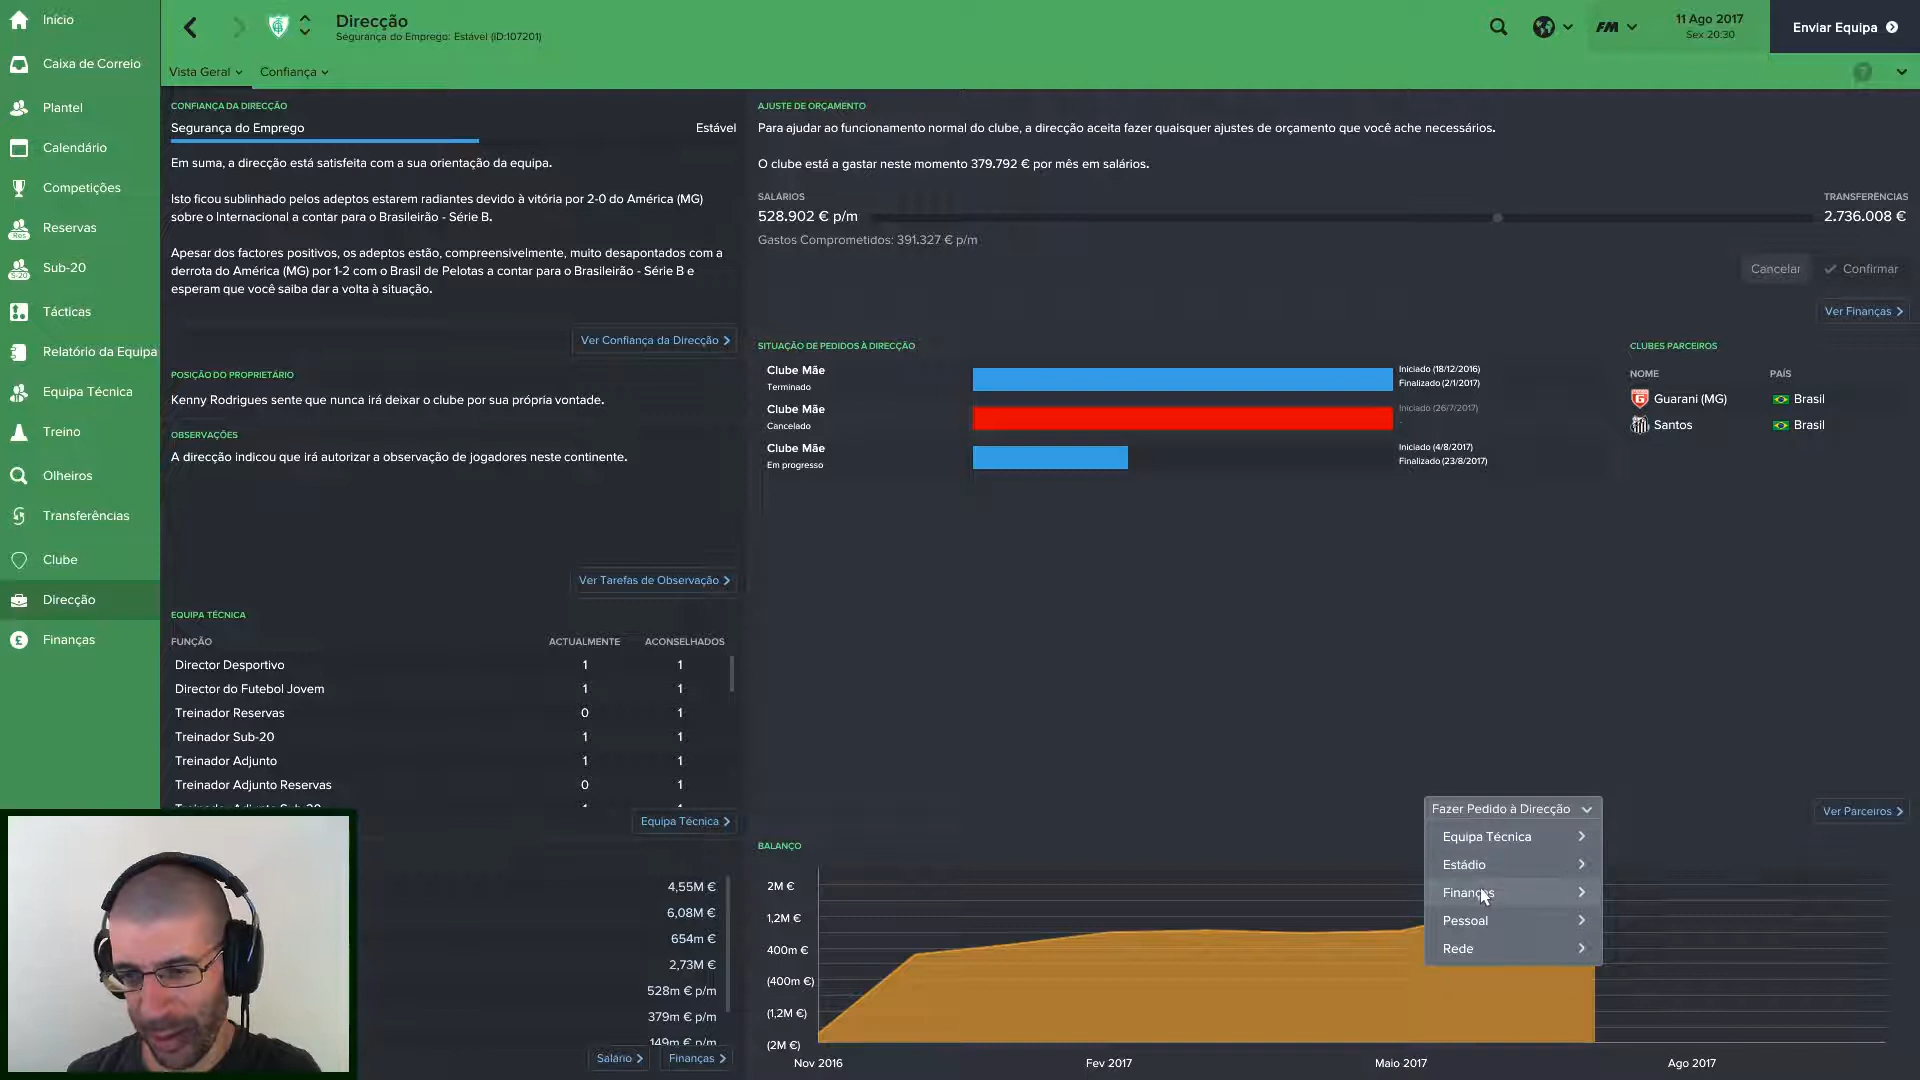 Início
Caixa de Correio
Plantel
Calendário
Competições
Reservas
Sub-20
Tácticas
Relatório da Equipa
Equipa Técnica
Treino
Olheiros
Transferências
Clube
Direcção
Finanças
Direcção
Segurança do Emprego: Estável (ID:107201)
FM
11 Ago 2017
Sex 20:30
Enviar Equipa
Vista Geral
Confiança
CONFIANÇA DA DIRECÇÃO
Segurança do Emprego
Estável
Em suma, a direcção está satisfeita com a sua orientação da equipa.
Isto ficou sublinhado pelos adeptos estarem radiantes devido à vitória por 2-0 do América (MG)
sobre o Internacional a contar para o Brasileirão - Série B.
Apesar dos factores positivos, os adeptos estão, compreensivelmente, muito desapontados com a
derrota do América (MG) por 1-2 com o Brasil de Pelotas a contar para o Brasileirão - Série B e
esperam que você saiba dar a volta à situação.
Ver Confiança da Direcção
POSIÇÃO DO PROPRIETÁRIO
Kenny Rodrigues sente que nunca irá deixar o clube por sua própria vontade.
OBSERVAÇÕES
A direcção indicou que irá autorizar a observação de jogadores neste continente.
Ver Tarefas de Observação
EQUIPA TÉCNICA
FUNÇÃO ACTUALMENTE ACONSELHADOS
Director Desportivo 1 1
Director do Futebol Jovem 1 1
Treinador Reservas 0 1
Treinador Sub-20 1 1
Treinador Adjunto 1 1
Treinador Adjunto Reservas 0 1
Treinador Adjunto Sub-20 1 1
Equipa Técnica
4,55M €
6,08M €
654m €
2,73M €
528m € p/m
379m € p/m
149m € p/m
Salário
Finanças
AJUSTE DE ORÇAMENTO
Para ajudar ao funcionamento normal do clube, a direcção aceita fazer quaisquer ajustes de orçamento que você ache necessários.
O clube está a gastar neste momento 379.792 € por mês em salários.
SALÁRIOS
528.902 € p/m
TRANSFERÊNCIAS
2.736.008 €
Gastos Comprometidos: 391.327 € p/m
Cancelar
Confirmar
Ver Finanças
SITUAÇÃO DE PEDIDOS À DIRECÇÃO
Clube Mãe
Terminado
Iniciado (18/12/2016)
Finalizado (2/1/2017)
Clube Mãe
Cancelado
Iniciado (26/7/2017)
Clube Mãe
Em progresso
Iniciado (4/8/2017)
Finalizado (23/8/2017)
CLUBES PARCEIROS
NOME PAÍS
Guarani (MG) Brasil
Santos Brasil
Fazer Pedido à Direcção
Equipa Técnica
Estádio
Finanças
Pessoal
Rede
Ver Parceiros
BALANÇO
2M €
1,2M €
400m €
(400m €)
(1,2M €)
(2M €)
Nov 2016
Fev 2017
Maio 2017
Ago 2017